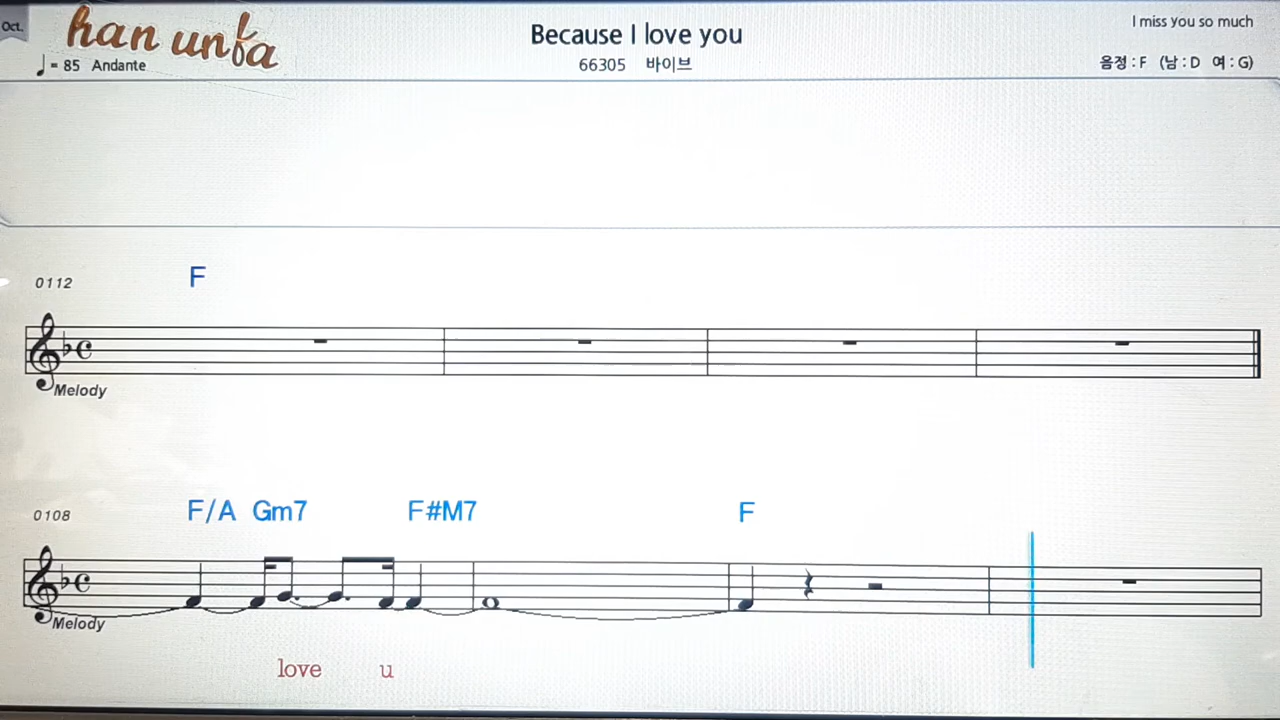 Oct.
han unfa
♩= 85 Andante
Because I love you
66305 바이브
I miss you so much
음정 : F (남 : D 여 : G)
0112
F
Melody
0108
F/A Gm7 F#M7 F
Melody
love u